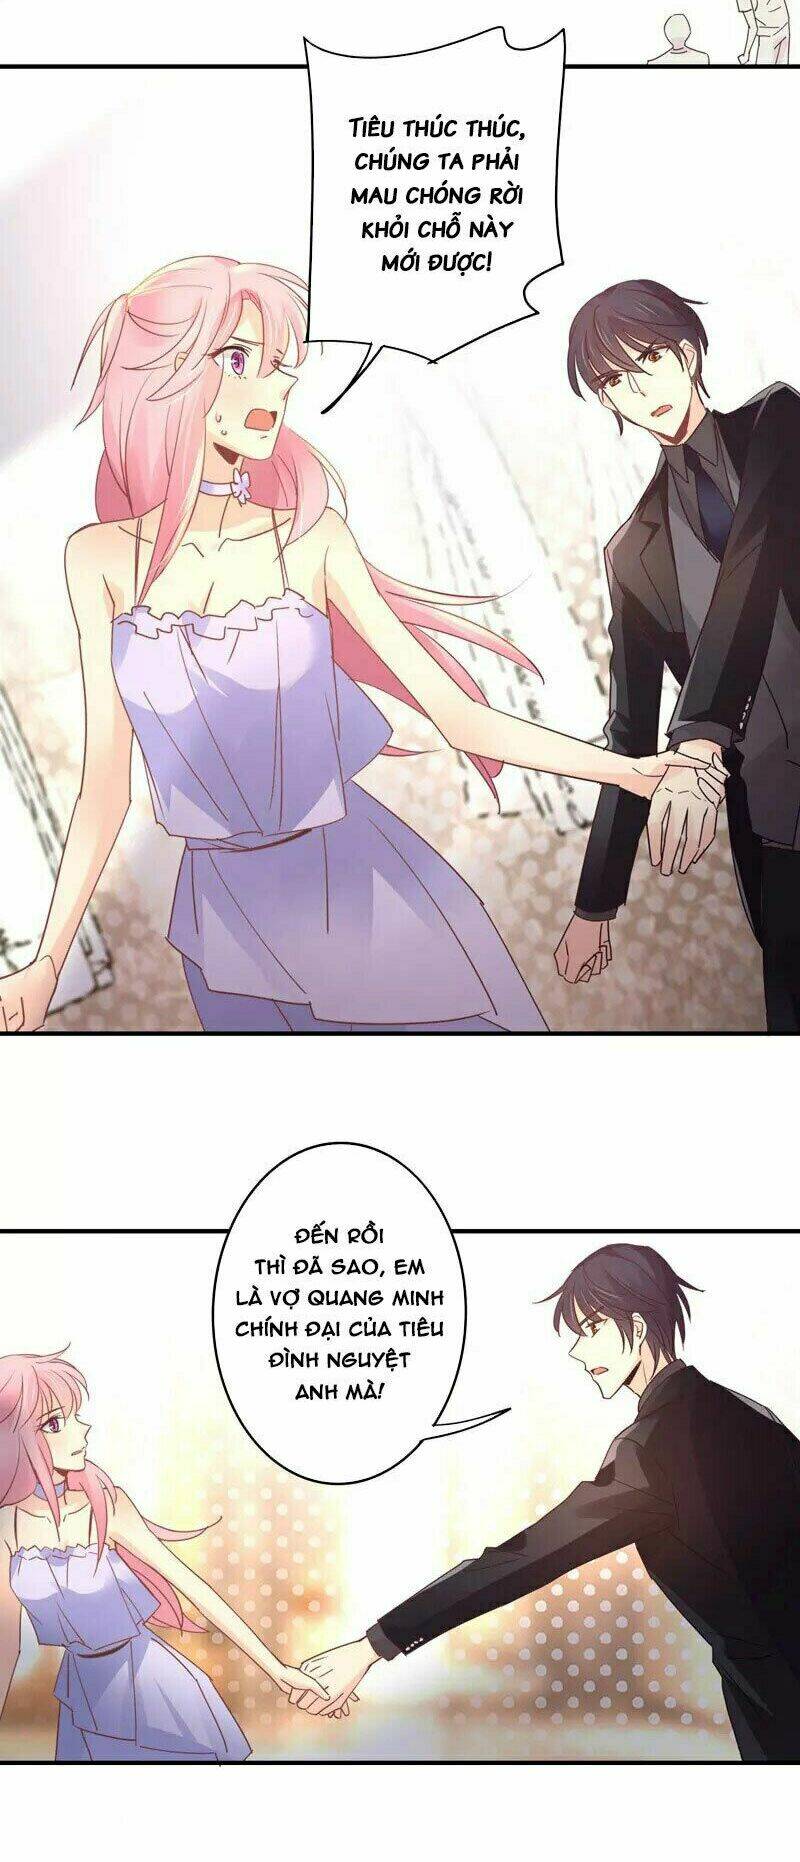 TIÊU THÚC THÚC,
CHÚNG TA PHẢI
MAU CHÓNG RỜI
KHỎI CHỖ NÀY
MỚI ĐƯỢC!
ĐẾN RỒI
THÌ ĐÃ SAO, EM
LÀ VỢ QUANG MINH
CHÍNH ĐẠI CỦA TIÊU
ĐÌNH NGUYỆT
ANH MÀ!